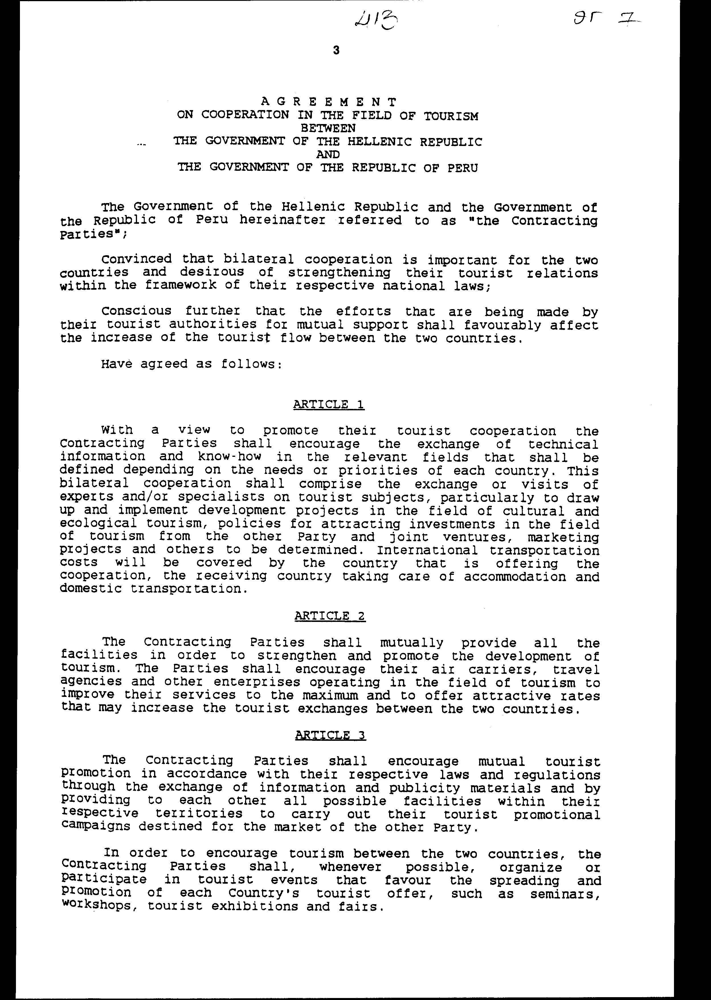 413
3
A G R E E M E N T
ON COOPERATION IN THE FIELD OF TOURISM
BETWEEN
THE GOVERNMENT OF THE HELLENIC REPUBLIC
AND
THE GOVERNMENT OF THE REPUBLIC OF PERU
The Government of the Hellenic Republic and the Government of
the Republic of Peru hereinafter referred to as "the Contracting
Parties";
Convinced that bilateral cooperation is important for the two
countries and desirous of strengthening their tourist relations
within the framework of their respective national laws;
Conscious further that the efforts that are being made by
their tourist authorities for mutual support shall favourably affect
the increase of the tourist flow between the two countries.
Have agreed as follows:
ARTICLE 1
With a view to promote their tourist cooperation the
Contracting Parties shall encourage the exchange of technical
information and know-how in the relevant fields that shall be
defined depending on the needs or priorities of each country. This
bilateral cooperation shall comprise the exchange or visits of
experts and/or specialists on tourist subjects, particularly to draw
up and implement development projects in the field of cultural and
ecological tourism, policies for attracting investments in the field
of tourism from the other Party and joint ventures, marketing
projects and others to be determined. International transportation
costs will be covered by the country that is offering the
cooperation, the receiving country taking care of accommodation and
domestic transportation.
ARTICLE 2
The Contracting Parties shall mutually provide all the
facilities in order to strengthen and promote the development of
tourism. The Parties shall encourage their air carriers, travel
agencies and other enterprises operating in the field of tourism to
improve their services to the maximum and to offer attractive rates
that may increase the tourist exchanges between the two countries.
ARTICLE 3
The Contracting Parties shall encourage mutual tourist
promotion in accordance with their respective laws and regulations
through the exchange of information and publicity materials and by
providing to each other all possible facilities within their
respective territories to carry out their tourist promotional
campaigns destined for the market of the other Party.
In order to encourage tourism between the two countries, the
Contracting Parties shall, whenever possible, organize or
participate in tourist events that favour the spreading and
promotion of each Country's tourist offer, such as seminars,
workshops, tourist exhibitions and fairs.